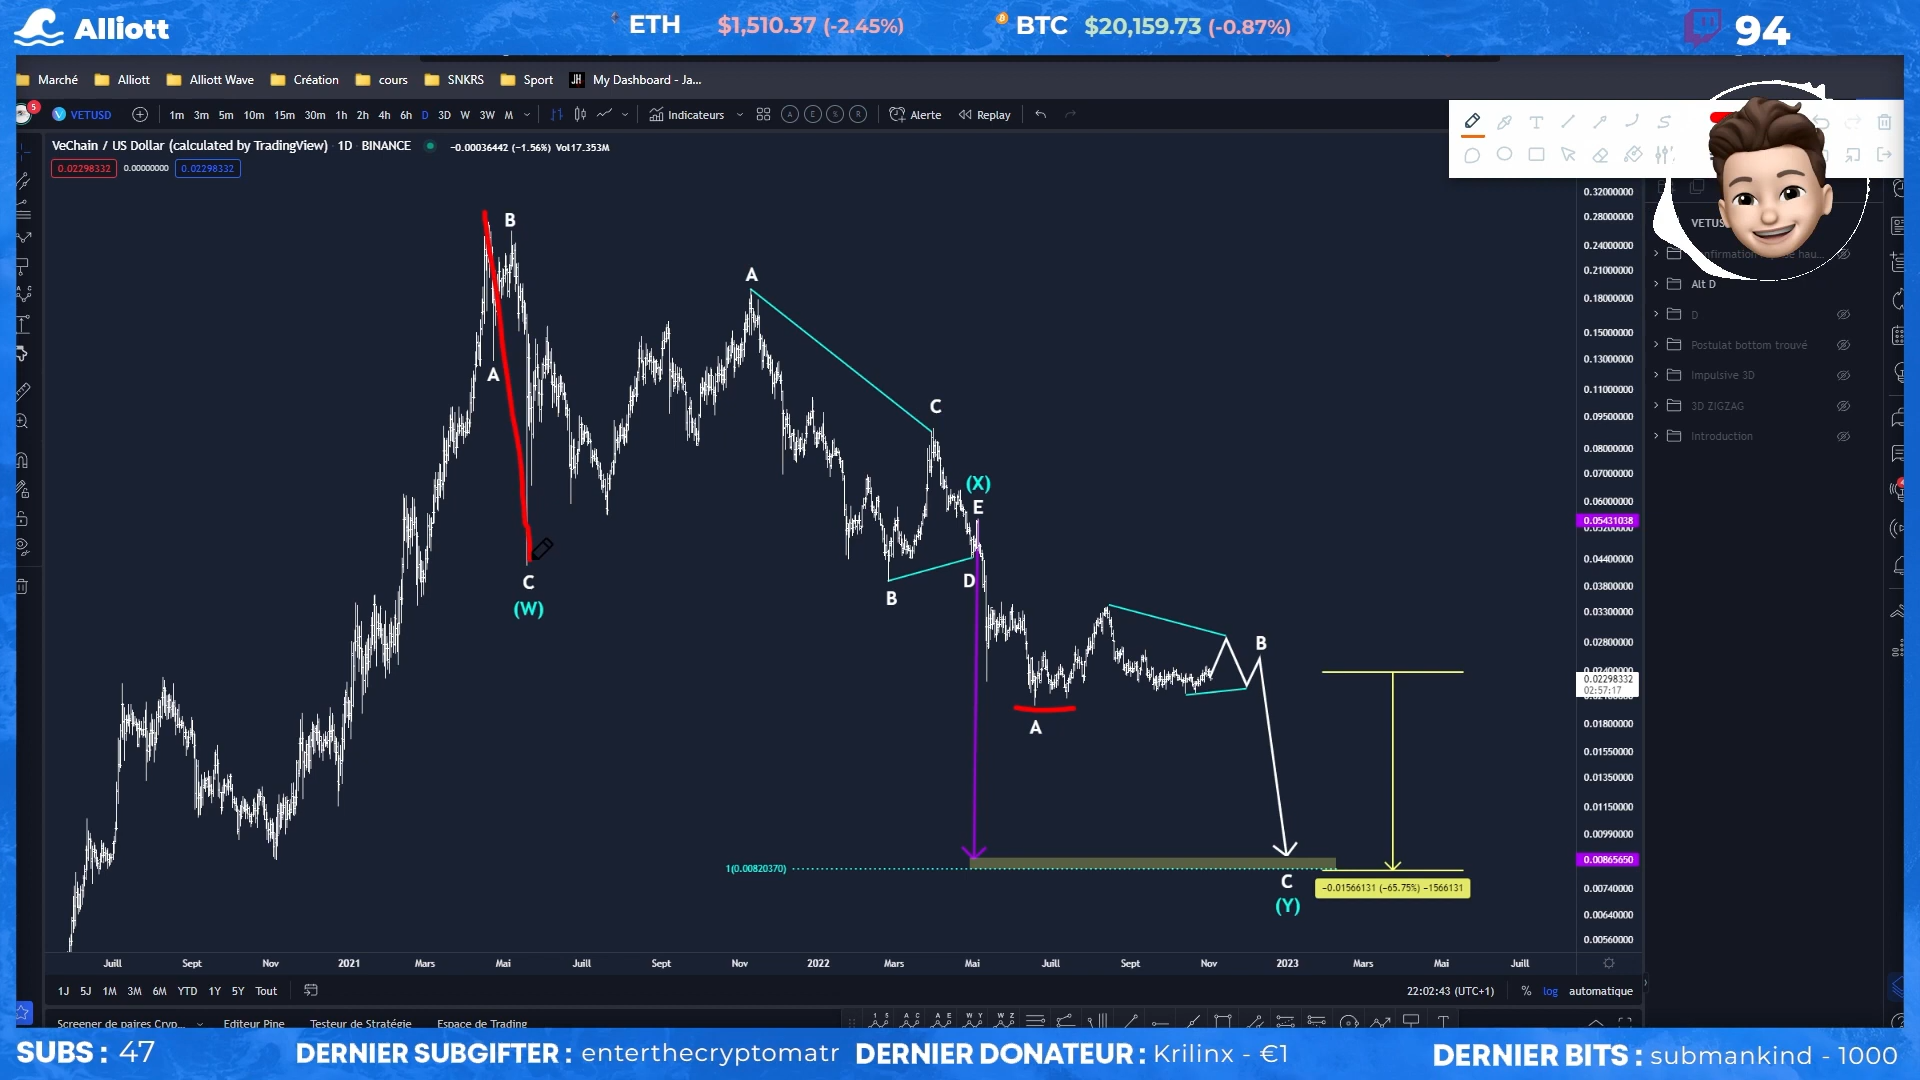 Alliott
ETH $1,510.37 (-2.45%)
BTC $20,159.73 (-0.87%)
94
Marché Alliott Alliott Wave Création cours SNKRS Sport My Dashboard - Ja...
5 VETUSD 1m 3m 5m 10m 15m 30m 1h 2h 4h 6h D 3D W 3W M Indicateurs Alerte Replay
VeChain / US Dollar (calculated by TradingView) 1D BINANCE −0.00036442 (−1.56%) Vol17.353M
0.02298332 0.00000000 0.02298332
0.32000000
0.28000000
0.24000000
0.21000000
0.18000000
0.15000000
0.13000000
0.11000000
0.09500000
0.08000000
0.07000000
0.06000000
0.05431038
0.04400000
0.03800000
0.03300000
0.02800000
0.02400000
0.02298332
02:57:17
0.01800000
0.01550000
0.01350000
0.01150000
0.00990000
0.00865650
0.00740000
0.00640000
0.00560000
B
A
C
(W)
A
C
B
(X)
E
D
A
B
C
(Y)
1(0.00820370)
−0.01566131 (−65.75%) −1566131
Alt D
D
Postulat bottom trouvé
Impulsive 3D
3D ZIGZAG
Introduction
Juill Sept Nov 2021 Mars Mai Juill Sept Nov 2022 Mars Mai Juill Sept Nov 2023 Mars Mai Juill
1J 5J 1M 3M 6M YTD 1Y 5Y Tout 22:02:43 (UTC+1) % log automatique
Screener de paires Cryp... Editeur Pine Testeur de Stratégie Espace de Trading
SUBS : 47 DERNIER SUBGIFTER : enterthecryptomatr DERNIER DONATEUR : Krilinx - €1 DERNIER BITS : submankind - 1000